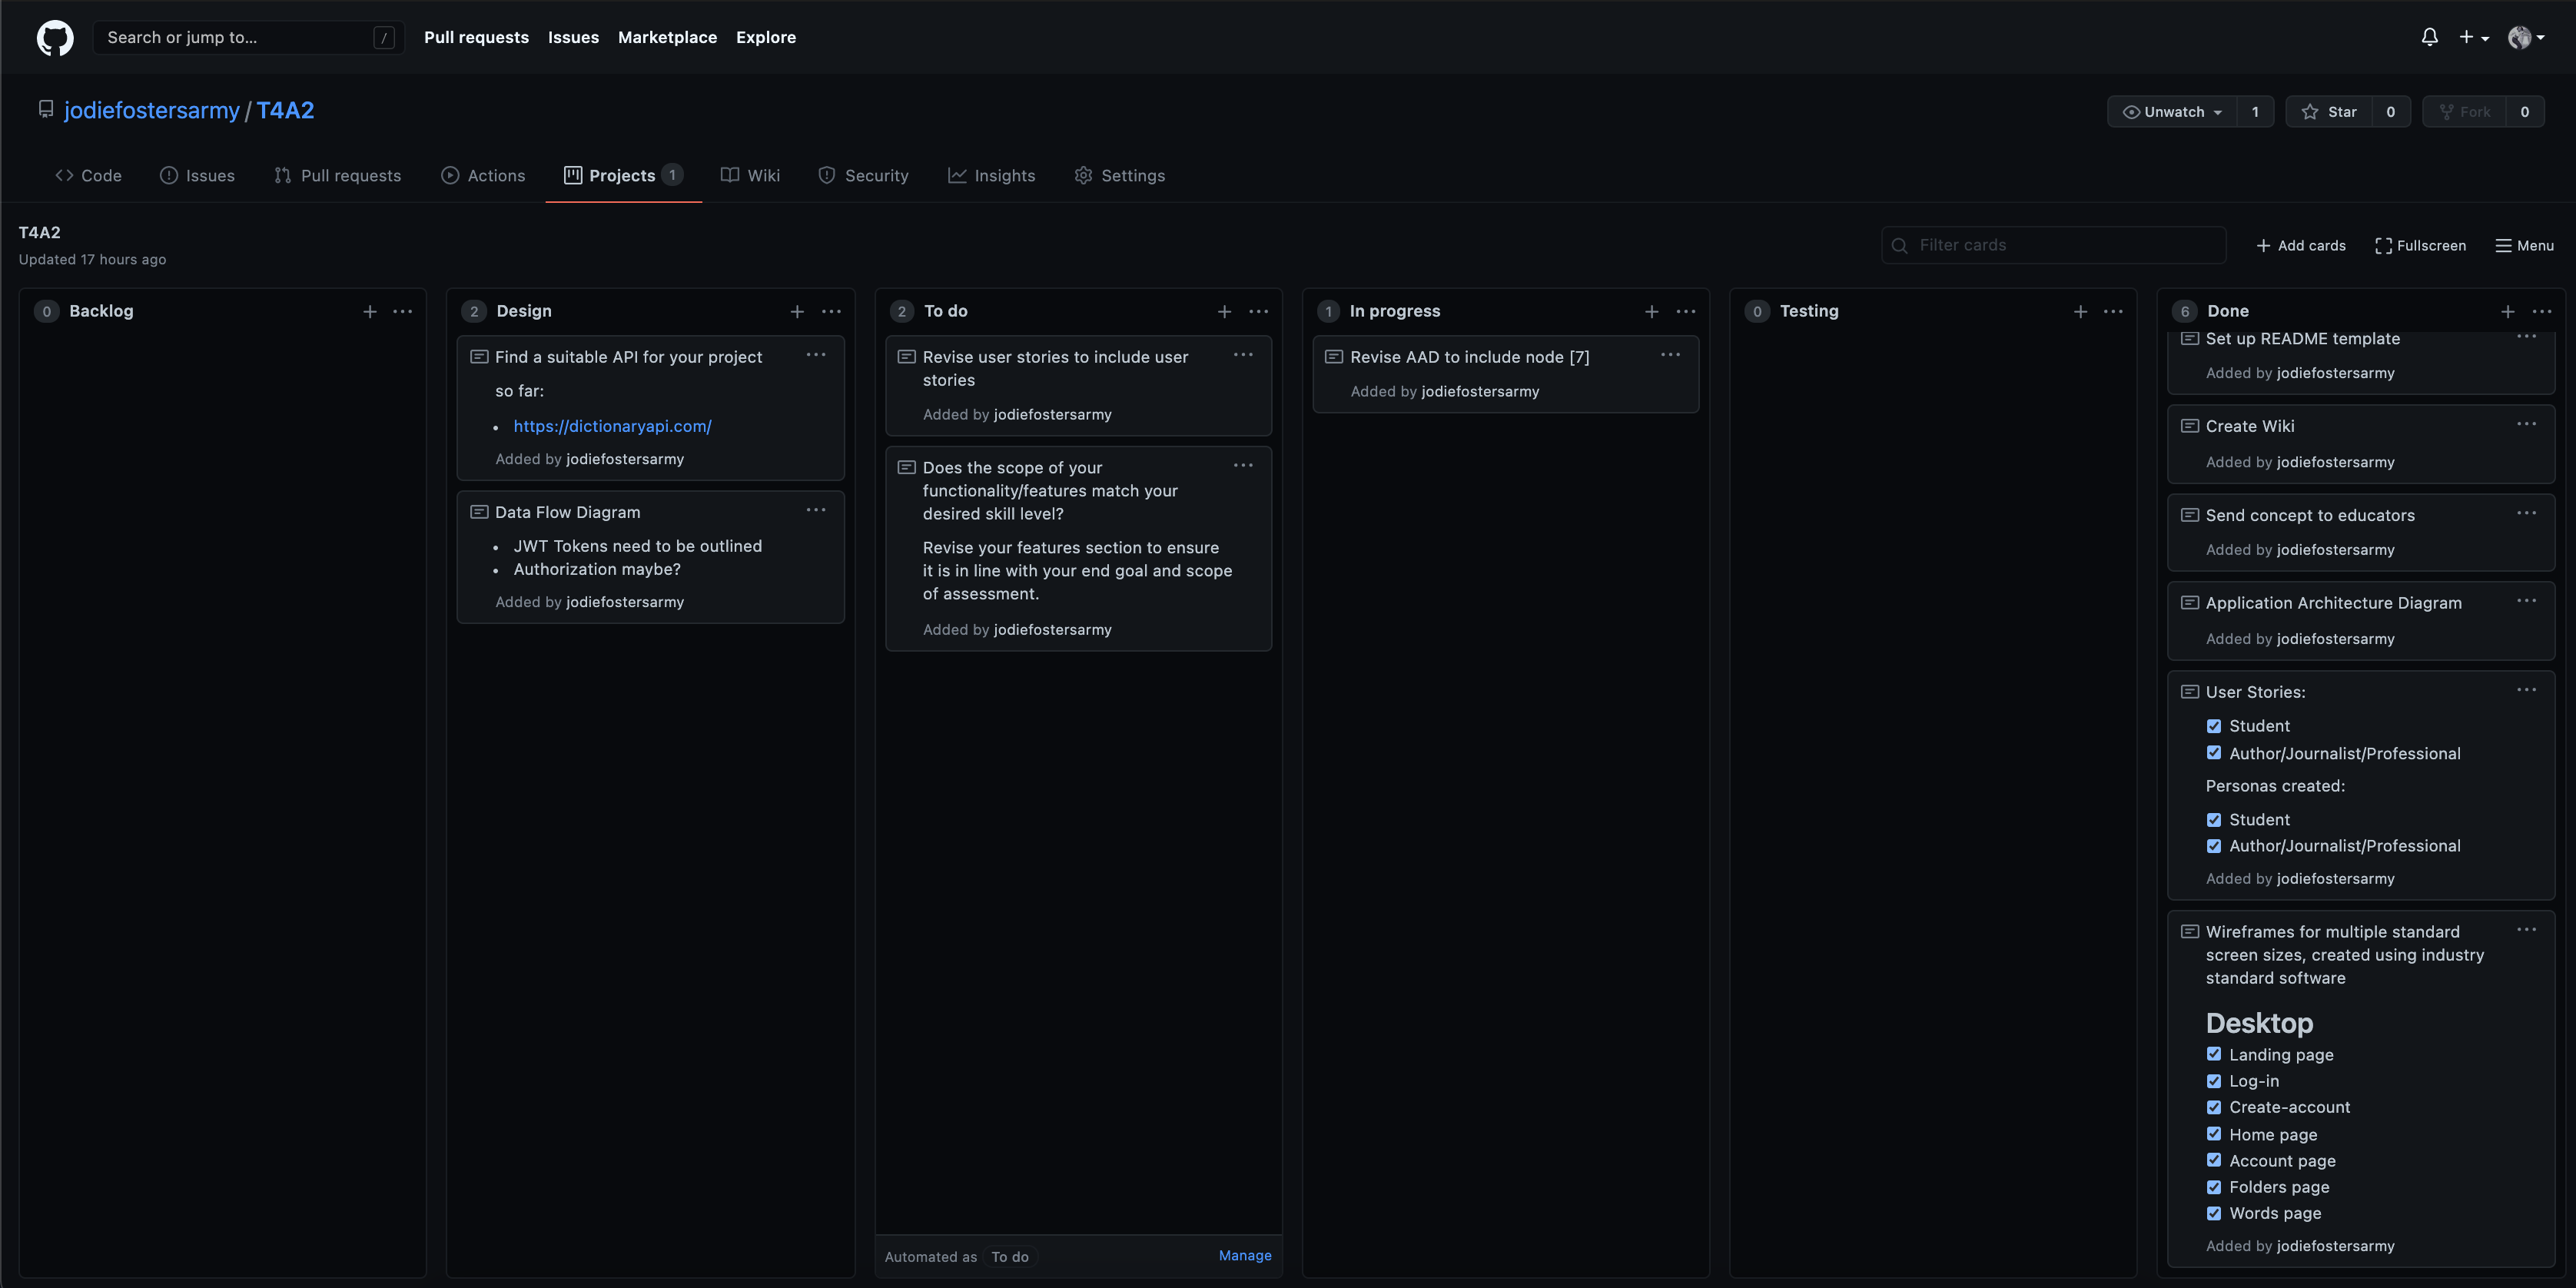 Search or jump to... /
Pull requests Issues Marketplace Explore
jodiefostersarmy / T4A2
Unwatch 1 Star 0 Fork 0
Code Issues Pull requests Actions Projects 1 Wiki Security Insights Settings
T4A2
Updated 17 hours ago
Filter cards
Add cards Fullscreen Menu
0 Backlog
2 Design
Find a suitable API for your project
so far:
• https://dictionaryapi.com/
Added by jodiefostersarmy
Data Flow Diagram
• JWT Tokens need to be outlined
• Authorization maybe?
Added by jodiefostersarmy
2 To do
Revise user stories to include user
stories
Added by jodiefostersarmy
Does the scope of your
functionality/features match your
desired skill level?
Revise your features section to ensure
it is in line with your end goal and scope
of assessment.
Added by jodiefostersarmy
Automated as To do Manage
1 In progress
Revise AAD to include node [7]
Added by jodiefostersarmy
0 Testing
6 Done
Set up README template
Added by jodiefostersarmy
Create Wiki
Added by jodiefostersarmy
Send concept to educators
Added by jodiefostersarmy
Application Architecture Diagram
Added by jodiefostersarmy
User Stories:
Student
Author/Journalist/Professional
Personas created:
Student
Author/Journalist/Professional
Added by jodiefostersarmy
Wireframes for multiple standard
screen sizes, created using industry
standard software
Desktop
Landing page
Log-in
Create-account
Home page
Account page
Folders page
Words page
Added by jodiefostersarmy